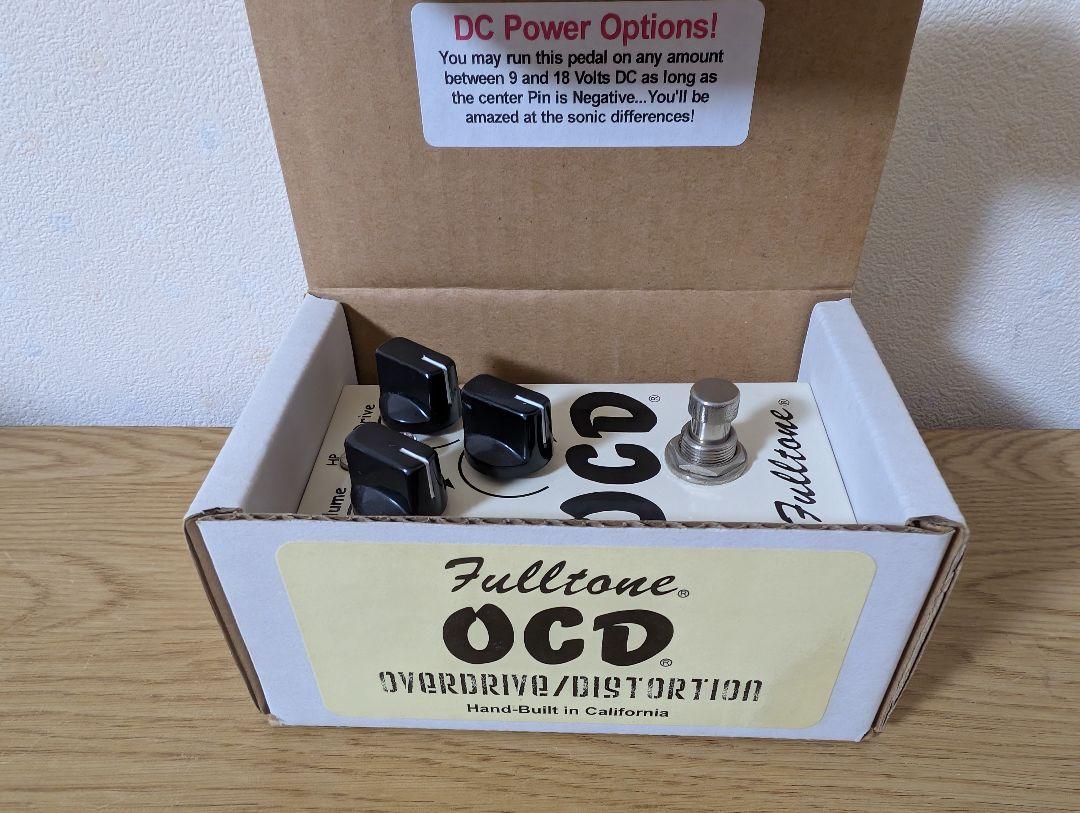 DC Power Options!
You may run this pedal on any amount
between 9 and 18 Volts DC as long as
the center Pin is Negative...You'll be
amazed at the sonic differences!
HP
OCD®
Fulltone®
Fulltone®
OCD®
OVERDRIVE/DISTORTION
Hand-Built in California